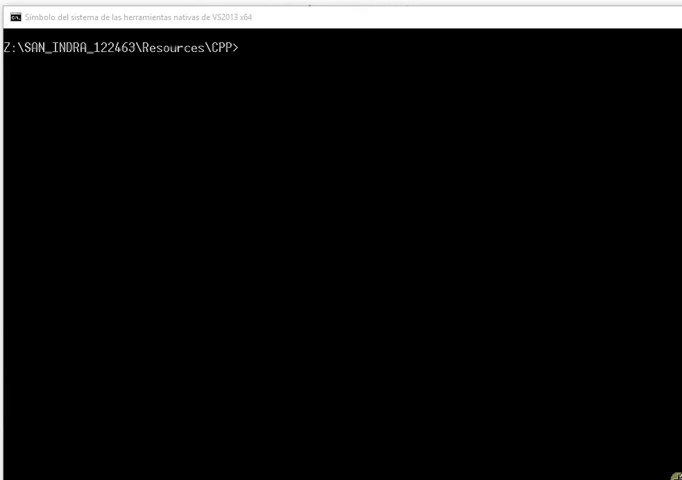 Símbolo del sistema de las herramientas nativas de VS2013 x64
Z:\SAN_INDRA_122463\Resources\CPP>